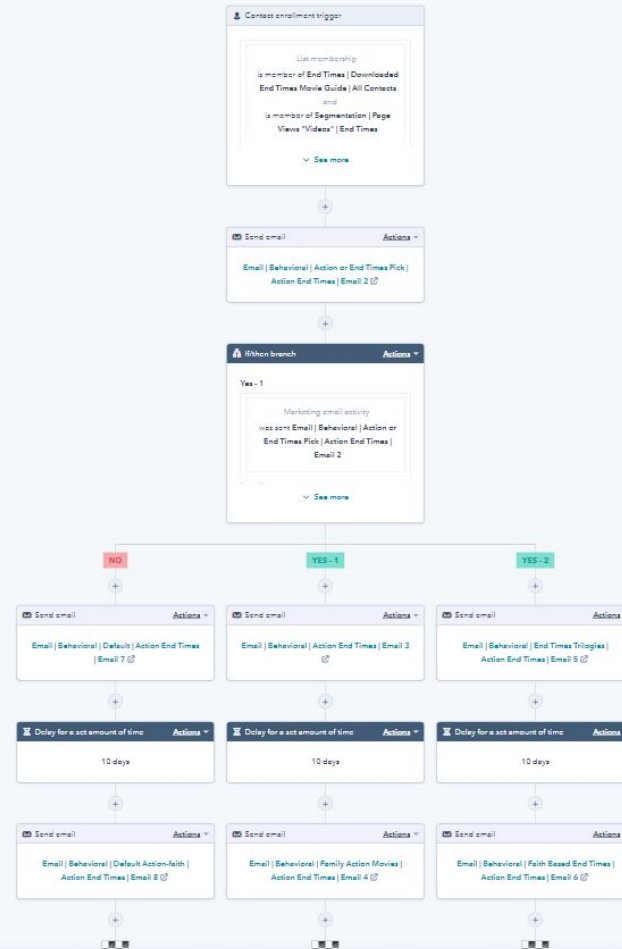 Contact enrollment trigger
List membership
is member of End Times | Downloaded
End Times Movie Guide | All Contacts
and
is member of Segmentation | Page
Views "Videos" | End Times
See more
Send email Actions
Email | Behavioral | Action or End Times Pick |
Action End Times | Email 2
If/then branch Actions
Yes - 1
Marketing email activity
was sent Email | Behavioral | Action or
End Times Pick | Action End Times |
Email 2
See more
NO YES - 1 YES - 2
Send email Actions
Email | Behavioral | Default | Action End Times
| Email 7
Send email Actions
Email | Behavioral | Action End Times | Email 3
Send email Actions
Email | Behavioral | End Times Trilogies |
Action End Times | Email 5
Delay for a set amount of time Actions
10 days
Delay for a set amount of time Actions
10 days
Delay for a set amount of time Actions
10 days
Send email Actions
Email | Behavioral | Default Action-faith |
Action End Times | Email 8
Send email Actions
Email | Behavioral | Family Action Movies |
Action End Times | Email 4
Send email Actions
Email | Behavioral | Faith Based End Times |
Action End Times | Email 6